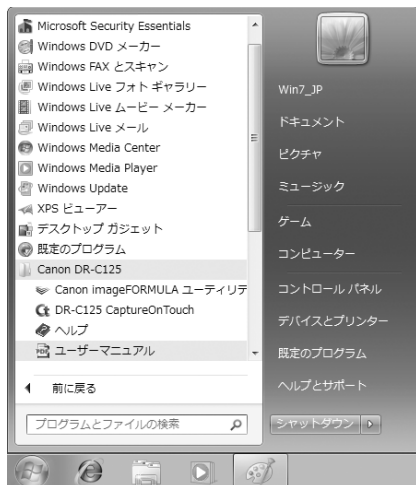 Microsoft Security Essentials
Windows DVD メーカー
Windows FAX とスキャン
Windows Live フォト ギャラリー
Windows Live ムービー メーカー
Windows Live メール
Windows Media Center
Windows Media Player
Windows Update
XPS ビューアー
デスクトップ ガジェット
既定のプログラム
Canon DR-C125
Canon imageFORMULA ユーティリテ
DR-C125 CaptureOnTouch
ヘルプ
ユーザーマニュアル
前に戻る
プログラムとファイルの検索
Win7_JP
ドキュメント
ピクチャ
ミュージック
ゲーム
コンピューター
コントロール パネル
デバイスとプリンター
既定のプログラム
ヘルプとサポート
シャットダウン